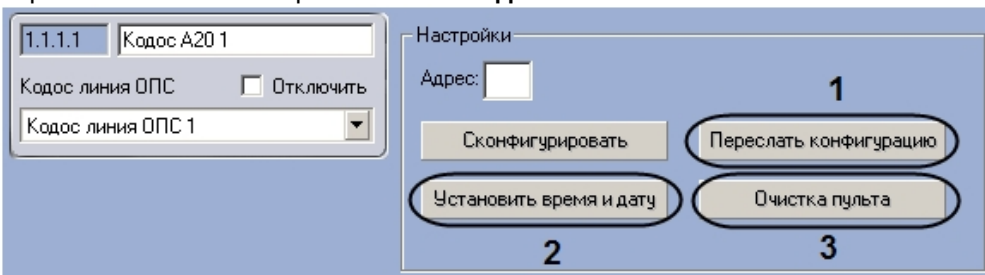 1.1.1.1 Кодос А20 1
Кодос линия ОПС Отключить
Кодос линия ОПС 1
Настройки
Адрес:
1
Сконфигурировать Переслать конфигурацию
Установить время и дату Очистка пульта
2 3